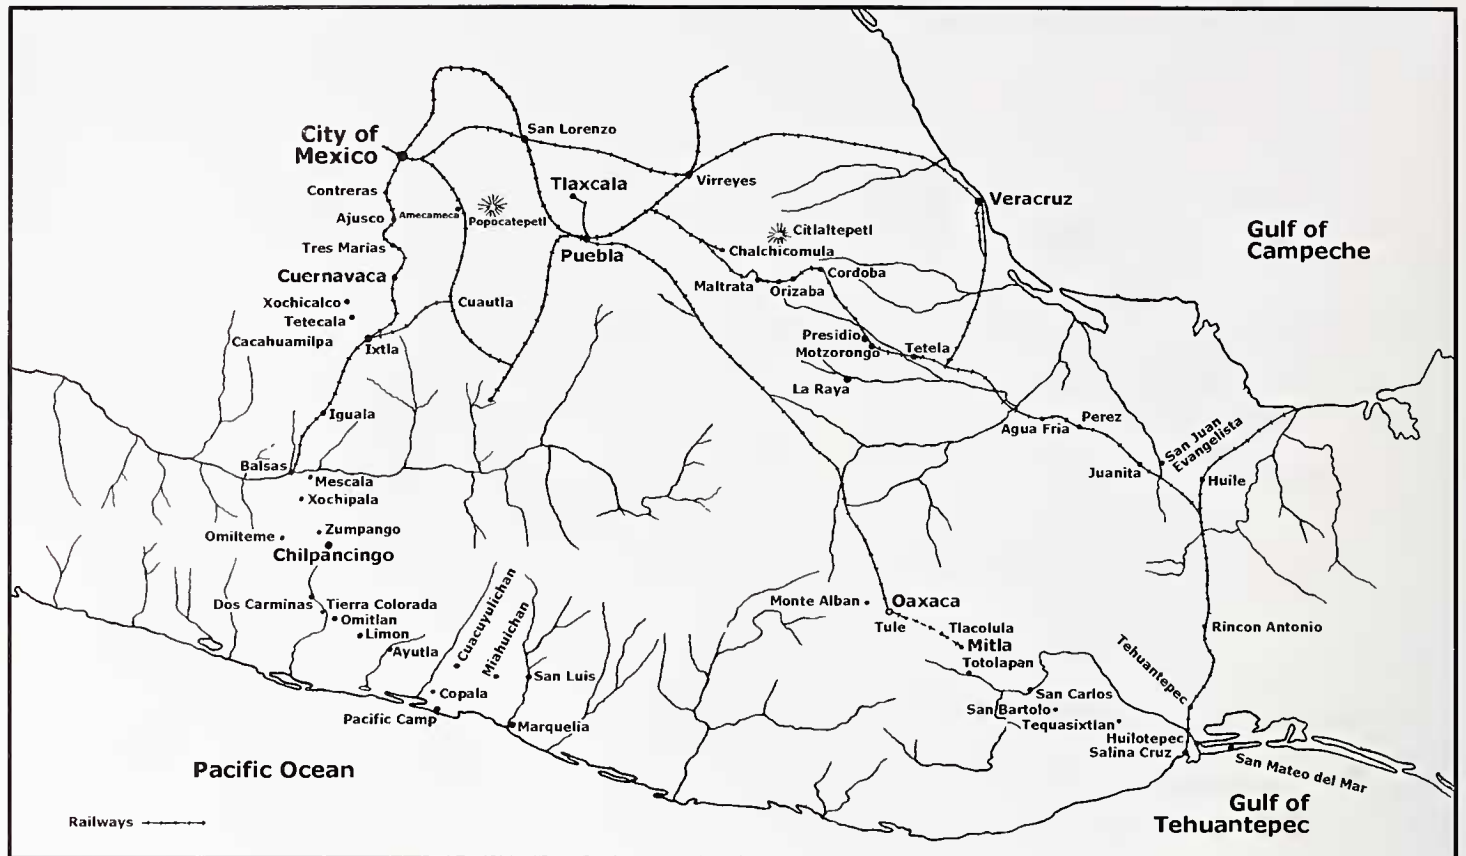 City of
Mexico
San Lorenzo
Contreras
Tlaxcala
Virreyes
Ajusco
Amecameca
Popocatepetl
Veracruz
Tres Marias
Puebla
Citlaltepetl
Chalchicomula
Gulf of
Campeche
Cuernavaca
Xochicalco
Tetecala
Cuautla
Maltrata
Orizaba
Cordoba
Cacahuamilpa
Ixtla
Presidio
Motzorongo
Tetela
La Raya
Iguala
Agua Fria
Perez
San Juan
Evangelista
Balsas
Mescala
Xochipala
Juanita
Huile
Omilteme
Zumpango
Chilpancingo
Dos Carminas
Tierra Colorada
Omitlan
Limon
Ayutla
Cuacuyulichan
Miahuichan
Monte Alban
Oaxaca
Tule
Tlacolula
Mitla
Totolapan
Rincon Antonio
Tehuantepec
Copala
San Luis
San Carlos
San Bartolo
Tequasixtlan
Pacific Camp
Marquelia
Huilotepec
Salina Cruz
San Mateo del Mar
Pacific Ocean
Gulf of
Tehuantepec
Railways